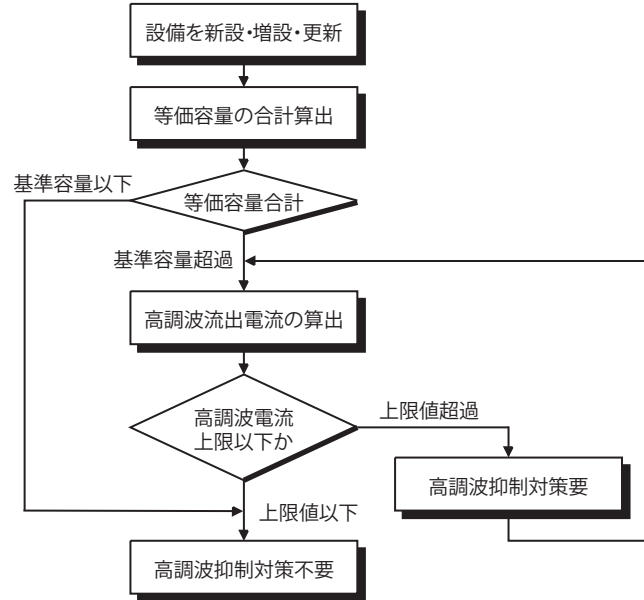 設備を新設・増設・更新
等価容量の合計算出
基準容量以下
等価容量合計
基準容量超過
高調波流出電流の算出
高調波電流
上限以下か
上限値超過
高調波抑制対策要
上限値以下
高調波抑制対策不要